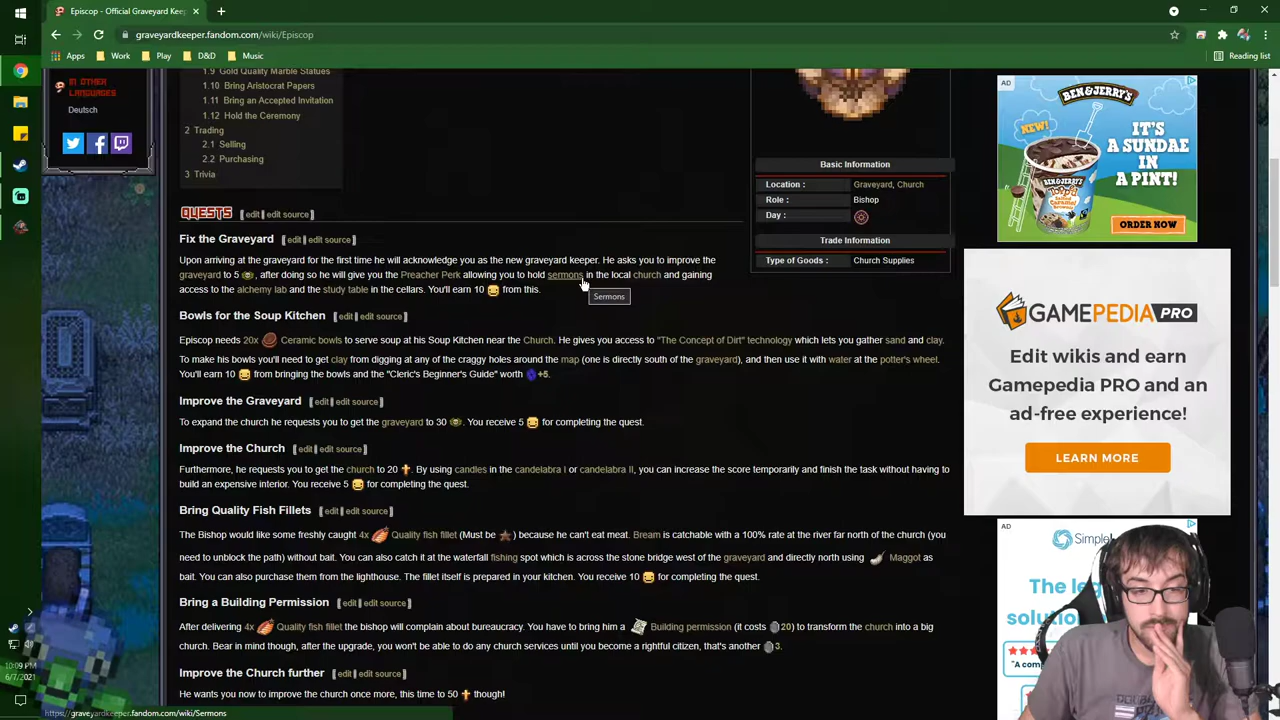 Episcop - Official Graveyard Kee
graveyardkeeper.fandom.com/wiki/Episcop
Apps Work Play D&D Music Reading list
IN OTHER LANGUAGES
Deutsch
1.9 Gold Quality Marble Statues
1.10 Bring Aristocrat Papers
1.11 Bring an Accepted Invitation
1.12 Hold the Ceremony
2 Trading
2.1 Selling
2.2 Purchasing
3 Trivia
Basic Information
Location : Graveyard, Church
Role : Bishop
Day :
Trade Information
Type of Goods : Church Supplies
QUESTS [edit | edit source]
Fix the Graveyard [edit | edit source]
Upon arriving at the graveyard for the first time he will acknowledge you as the new graveyard keeper. He asks you to improve the
graveyard to 5 , after doing so he will give you the Preacher Perk allowing you to hold sermons in the local church and gaining
access to the alchemy lab and the study table in the cellars. You'll earn 10 from this.
Sermons
Bowls for the Soup Kitchen [edit | edit source]
Episcop needs 20x Ceramic bowls to serve soup at his Soup Kitchen near the Church. He gives you access to "The Concept of Dirt" technology which lets you gather sand and clay.
To make his bowls you'll need to get clay from digging at any of the craggy holes around the map (one is directly south of the graveyard), and then use it with water at the potter's wheel.
You'll earn 10 from bringing the bowls and the "Cleric's Beginner's Guide" worth +5.
Improve the Graveyard [edit | edit source]
To expand the church he requests you to get the graveyard to 30 . You receive 5 for completing the quest.
Improve the Church [edit | edit source]
Furthermore, he requests you to get the church to 20 . By using candles in the candelabra I or candelabra II, you can increase the score temporarily and finish the task without having to
build an expensive interior. You receive 5 for completing the quest.
Bring Quality Fish Fillets [edit | edit source]
The Bishop would like some freshly caught 4x Quality fish fillet (Must be ) because he can't eat meat. Bream is catchable with a 100% rate at the river far north of the church (you
need to unblock the path) without bait. You can also catch it at the waterfall fishing spot which is across the stone bridge west of the graveyard and directly north using Maggot as
bait. You can also purchase them from the lighthouse. The fillet itself is prepared in your kitchen. You receive 10 for completing the quest.
Bring a Building Permission [edit | edit source]
After delivering 4x Quality fish fillet the bishop will complain about bureaucracy. You have to bring him a Building permission (it costs 20) to transform the church into a big
church. Bear in mind though, after the upgrade, you won't be able to do any church services until you become a rightful citizen, that's another 3.
Improve the Church further [edit | edit source]
He wants you now to improve the church once more, this time to 50 though!
AD
BEN&JERRY'S
NEW!
IT'S
A SUNDAE
IN
A PINT!
BEN&JERRY'S
ORDER NOW
GAMEPEDIA PRO
Edit wikis and earn
Gamepedia PRO and an
ad-free experience!
LEARN MORE
AD
The
10:09 PM
6/7/2021
https://graveyardkeeper.fandom.com/wiki/Sermons